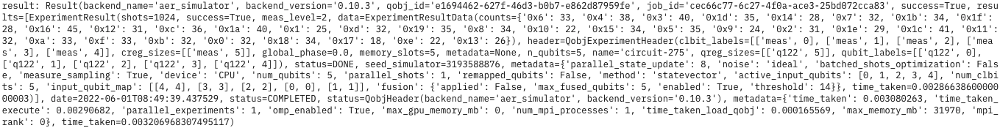 result: Result(backend_name='aer_simulator', backend_version='0.10.3', qobj_id='e1694462-627f-46d3-b0b7-e862d87959fe', job_id='cec66c77-6c27-4f0a-ace3-25bd072cca83', success=True, resu
lts=[ExperimentResult(shots=1024, success=True, meas_level=2, data=ExperimentResultData(counts={'0x6': 33, '0x4': 38, '0x3': 40, '0x1d': 35, '0x14': 28, '0x7': 32, '0x1b': 34, '0x1f':
28, '0x16': 45, '0x12': 31, '0xc': 36, '0x1a': 40, '0x1': 25, '0xd': 32, '0x19': 35, '0x8': 34, '0x10': 22, '0x15': 34, '0x5': 35, '0x9': 24, '0x2': 31, '0x1e': 29, '0x1c': 41, '0x11':
32, '0xa': 33, '0xf': 33, '0xb': 32, '0x0': 32, '0x18': 34, '0x17': 18, '0xe': 22, '0x13': 26}), header=QobjExperimentHeader(clbit_labels=[['meas', 0], ['meas', 1], ['meas', 2], ['mea
s', 3], ['meas', 4]], creg_sizes=[['meas', 5]], global_phase=0.0, memory_slots=5, metadata=None, n_qubits=5, name='circuit-275', qreg_sizes=[['q122', 5]], qubit_labels=[['q122', 0],
['q122', 1], ['q122', 2], ['q122', 3], ['q122', 4]]), status=DONE, seed_simulator=3193588876, metadata={'parallel_state_update': 8, 'noise': 'ideal', 'batched_shots_optimization': Fals
e, 'measure_sampling': True, 'device': 'CPU', 'num_qubits': 5, 'parallel_shots': 1, 'remapped_qubits': False, 'method': 'statevector', 'active_input_qubits': [0, 1, 2, 3, 4], 'num_clbi
ts': 5, 'input_qubit_map': [[4, 4], [3, 3], [2, 2], [0, 0], [1, 1]], 'fusion': {'applied': False, 'max_fused_qubits': 5, 'enabled': True, 'threshold': 14}}, time_taken=0.00286638600000
00003)], date=2022-06-01T08:49:39.437529, status=COMPLETED, status=QobjHeader(backend_name='aer_simulator', backend_version='0.10.3'), metadata={'time_taken': 0.003080263, 'time_taken_
execute': 0.00290682, 'parallel_experiments': 1, 'omp_enabled': True, 'max_gpu_memory_mb': 0, 'num_mpi_processes': 1, 'time_taken_load_qobj': 0.000165569, 'max_memory_mb': 31970, 'mpi_
rank': 0}, time_taken=0.003206968307495117)